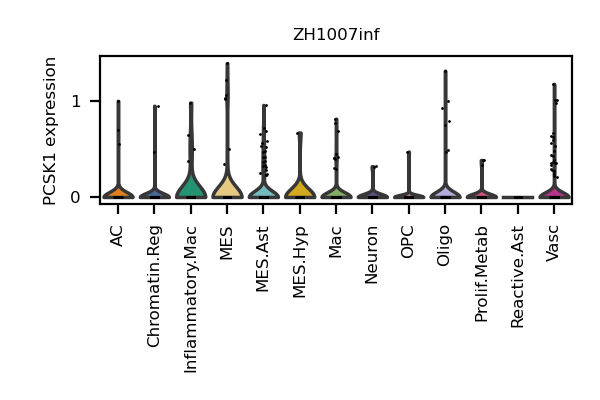 ZH1007inf
PCSK1 expression
1
0
AC
Chromatin.Reg
Inflammatory.Mac
MES
MES.Ast
MES.Hyp
Mac
Neuron
OPC
Oligo
Prolif.Metab
Reactive.Ast
Vasc